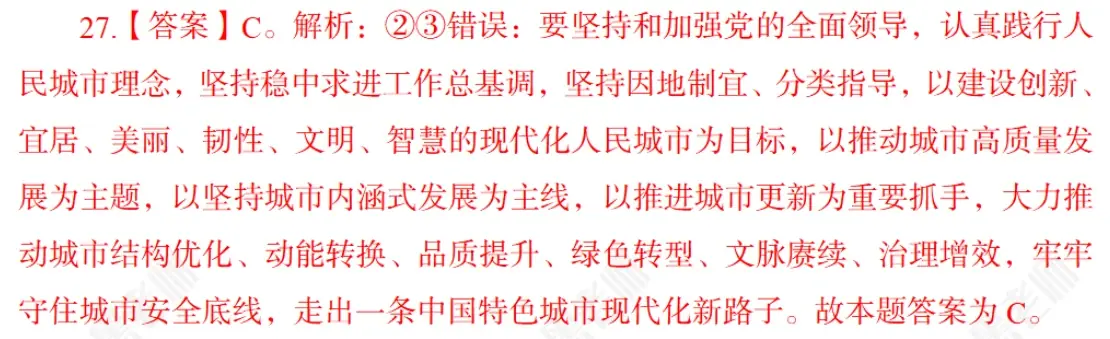 27.【答案】C。解析：②③错误：要坚持和加强党的全面领导，认真践行人
民城市理念，坚持稳中求进工作总基调，坚持因地制宜、分类指导，以建设创新、
宜居、美丽、韧性、文明、智慧的现代化人民城市为目标，以推动城市高质量发
展为主题，以坚持城市内涵式发展为主线，以推进城市更新为重要抓手，大力推
动城市结构优化、动能转换、品质提升、绿色转型、文脉赓续、治理增效，牢牢
守住城市安全底线，走出一条中国特色城市现代化新路子。故本题答案为 C。